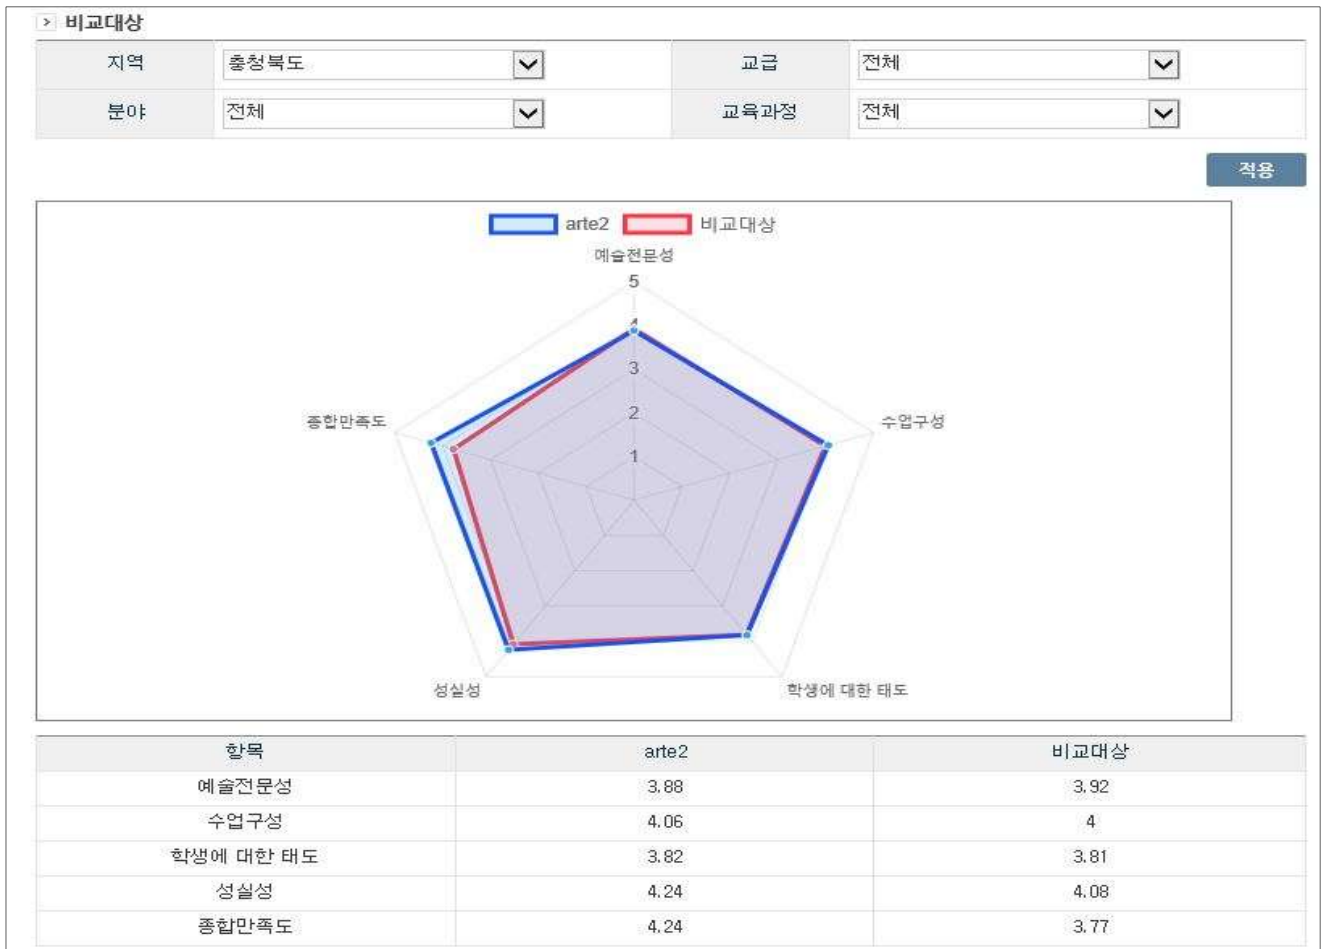 비교대상
지역 충청북도 교급 전체
분야 전체 교육과정 전체
적용
arte2 비교대상
예술전문성
5
4
3
2
1
종합만족도 수업구성
성실성 학생에 대한 태도
항목 arte2 비교대상
예술전문성 3.88 3.92
수업구성 4.06 4
학생에 대한 태도 3.82 3.81
성실성 4.24 4.08
종합만족도 4.24 3.77